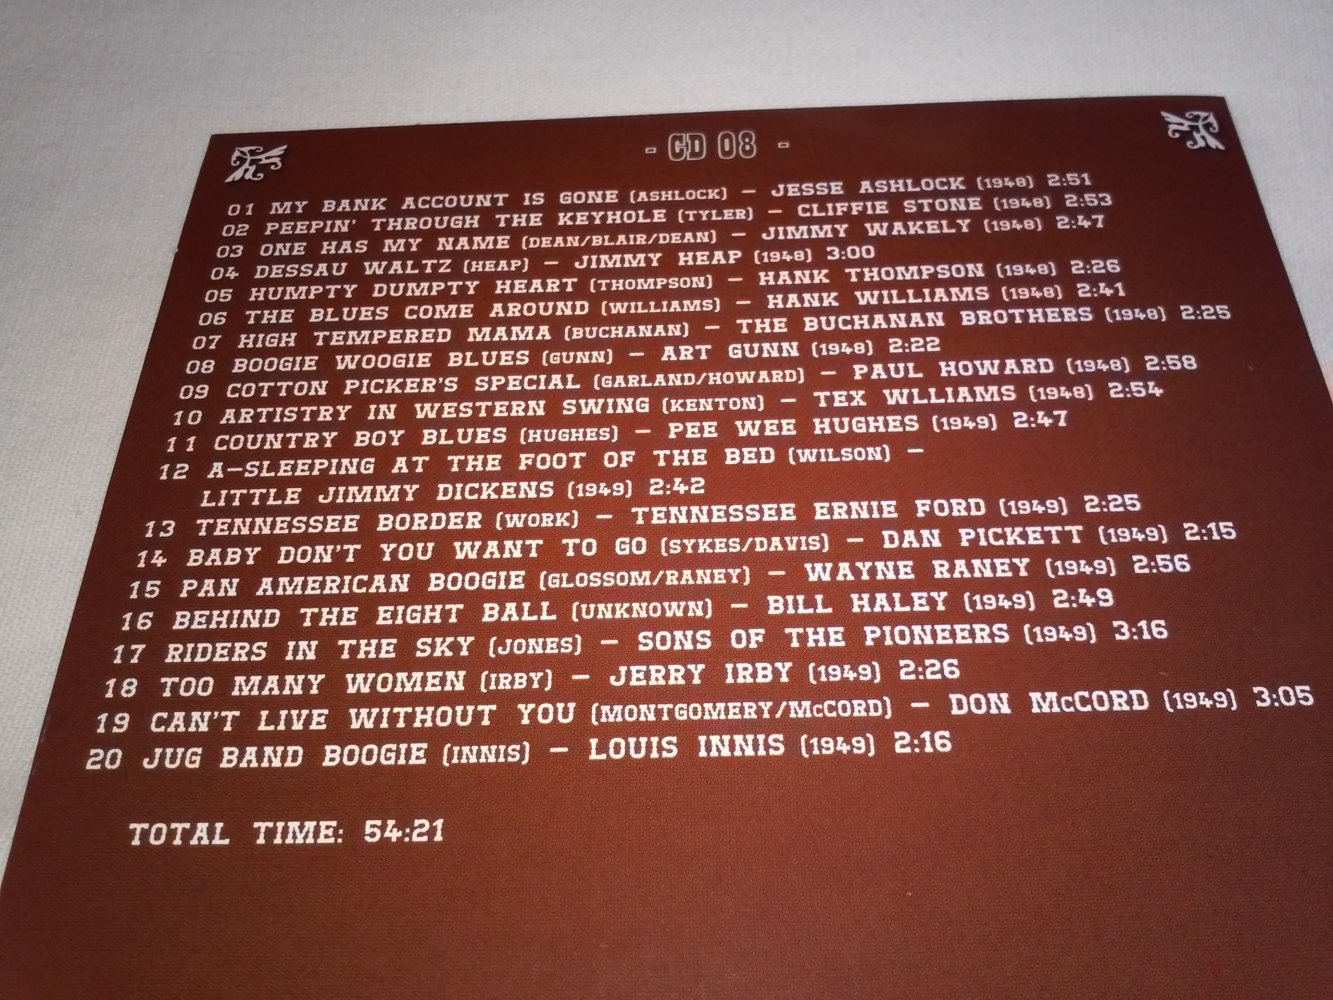 - CD 08 -
01 MY BANK ACCOUNT IS GONE (ASHLOCK) – JESSE ASHLOCK (1948) 2:51
02 PEEPIN' THROUGH THE KEYHOLE (TYLER) – CLIFFIE STONE (1948) 2:53
03 ONE HAS MY NAME (DEAN/BLAIR/DEAN) – JIMMY WAKELY (1948) 2:47
04 DESSAU WALTZ (HEAP) – JIMMY HEAP (1948) 3:00
05 HUMPTY DUMPTY HEART (THOMPSON) – HANK THOMPSON (1948) 2:26
06 THE BLUES COME AROUND (WILLIAMS) – HANK WILLIAMS (1948) 2:41
07 HIGH TEMPERED MAMA (BUCHANAN) – THE BUCHANAN BROTHERS (1948) 2:25
08 BOOGIE WOOGIE BLUES (GUNN) – ART GUNN (1948) 2:22
09 COTTON PICKER'S SPECIAL (GARLAND/HOWARD) – PAUL HOWARD (1948) 2:58
10 ARTISTRY IN WESTERN SWING (KENTON) – TEX WLLIAMS (1948) 2:54
11 COUNTRY BOY BLUES (HUGHES) – PEE WEE HUGHES (1949) 2:47
12 A-SLEEPING AT THE FOOT OF THE BED (WILSON) –
LITTLE JIMMY DICKENS (1949) 2:42
13 TENNESSEE BORDER (WORK) – TENNESSEE ERNIE FORD (1949) 2:25
14 BABY DON'T YOU WANT TO GO (SYKES/DAVIS) – DAN PICKETT (1949) 2:15
15 PAN AMERICAN BOOGIE (GLOSSOM/RANEY) – WAYNE RANEY (1949) 2:56
16 BEHIND THE EIGHT BALL (UNKNOWN) – BILL HALEY (1949) 2:49
17 RIDERS IN THE SKY (JONES) – SONS OF THE PIONEERS (1949) 3:16
18 TOO MANY WOMEN (IRBY) – JERRY IRBY (1949) 2:26
19 CAN'T LIVE WITHOUT YOU (MONTGOMERY/McCORD) – DON McCORD (1949) 3:05
20 JUG BAND BOOGIE (INNIS) – LOUIS INNIS (1949) 2:16
TOTAL TIME: 54:21